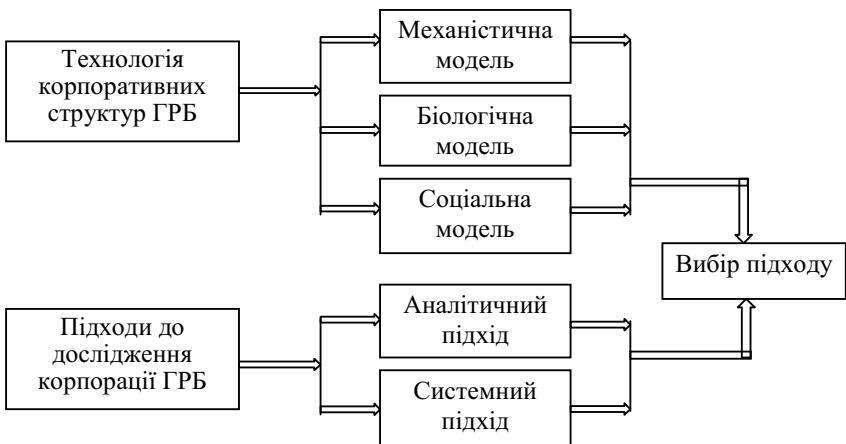 Технологія
корпоративних
структур ГРБ
Механістична
модель
Біологічна
модель
Соціальна
модель
Вибір підходу
Підходи до
дослідження
корпорації ГРБ
Аналітичний
підхід
Системний
підхід